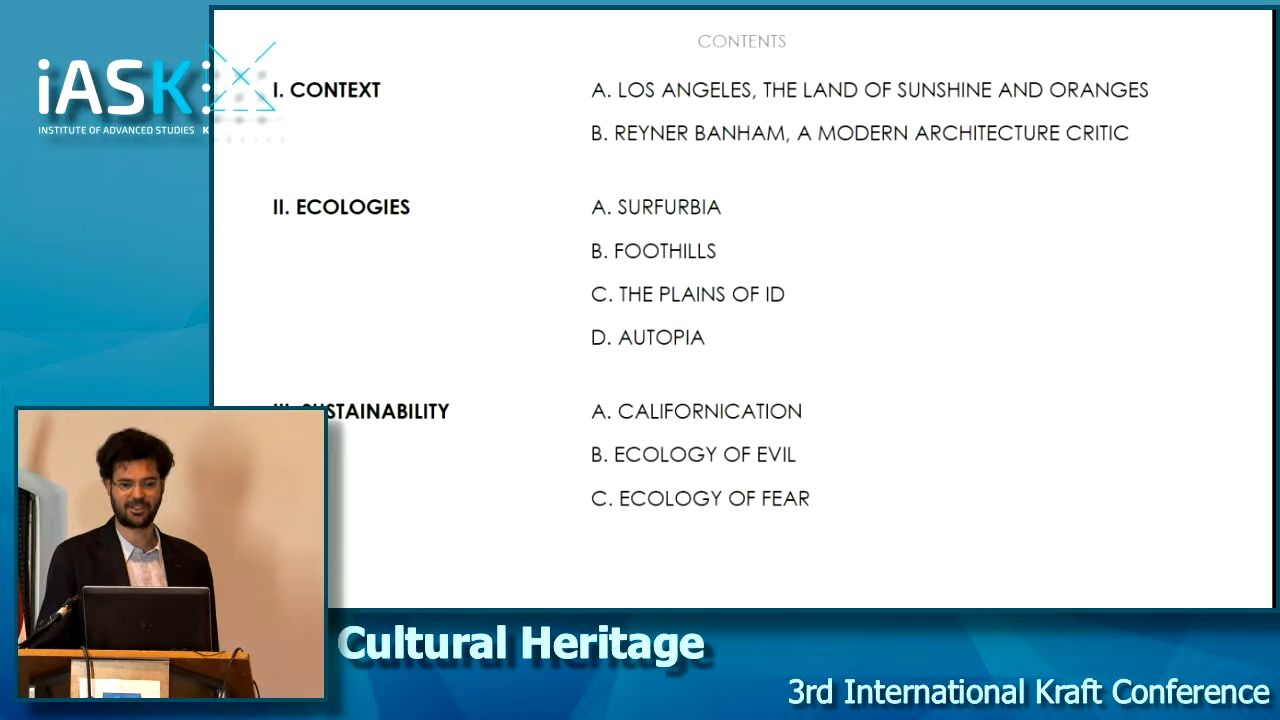 CONTENTS
iASK
INSTITUTE OF ADVANCED STUDIES K
I. CONTEXT
A. LOS ANGELES, THE LAND OF SUNSHINE AND ORANGES
B. REYNER BANHAM, A MODERN ARCHITECTURE CRITIC
II. ECOLOGIES
A. SURFURBIA
B. FOOTHILLS
C. THE PLAINS OF ID
D. AUTOPIA
III. SUSTAINABILITY
A. CALIFORNICATION
B. ECOLOGY OF EVIL
C. ECOLOGY OF FEAR
Cultural Heritage
3rd International Kraft Conference